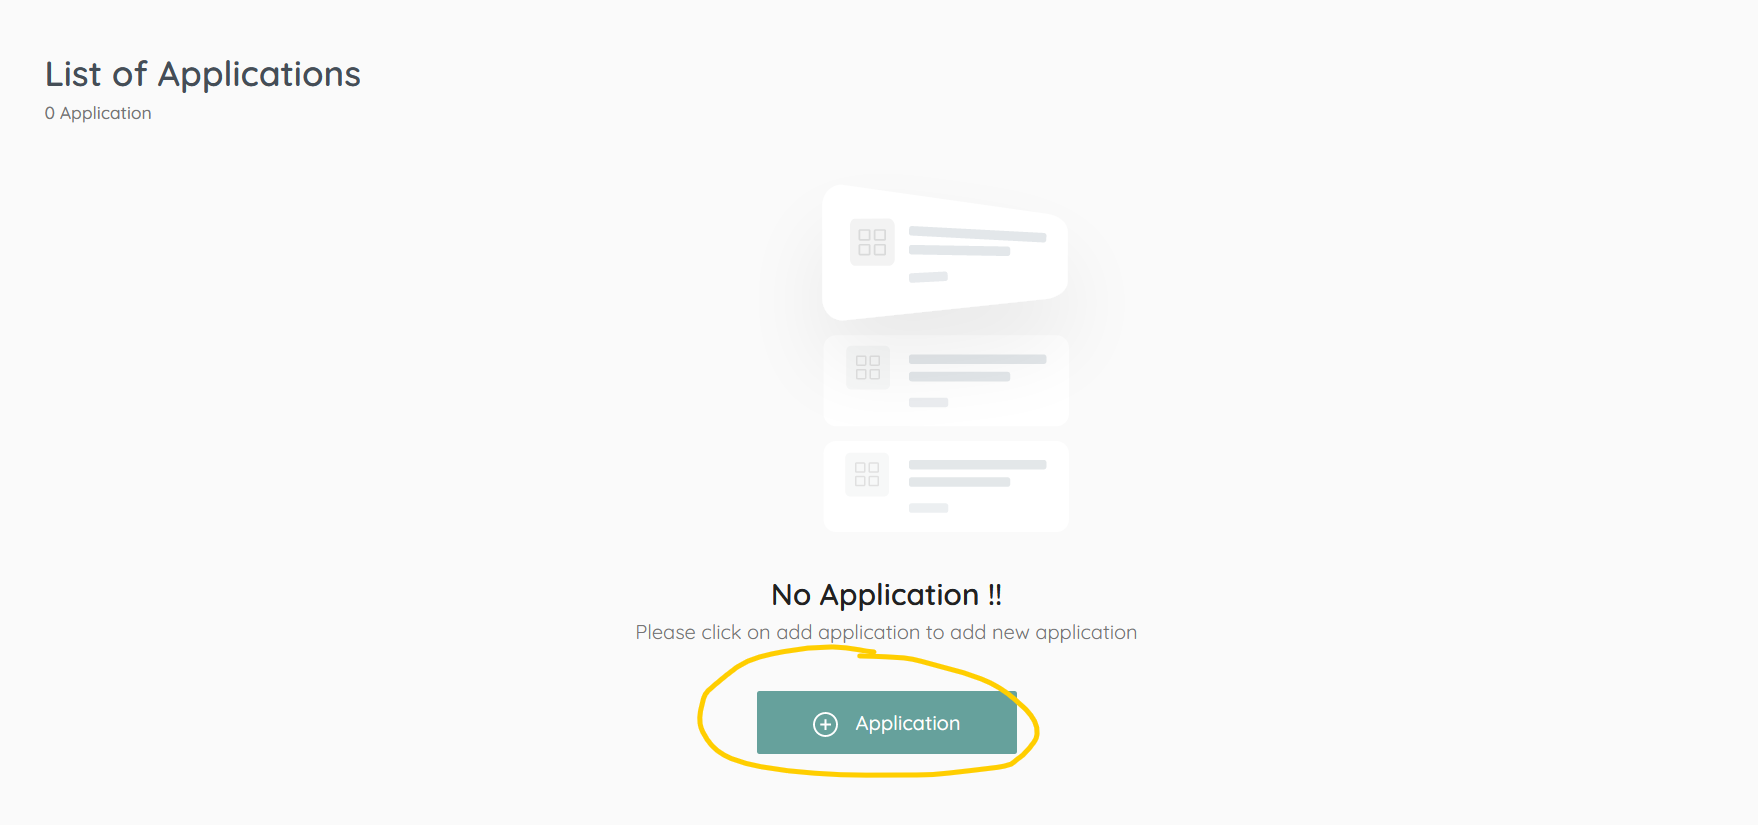 List of Applications
0 Application
No Application !!
Please click on add application to add new application
Application